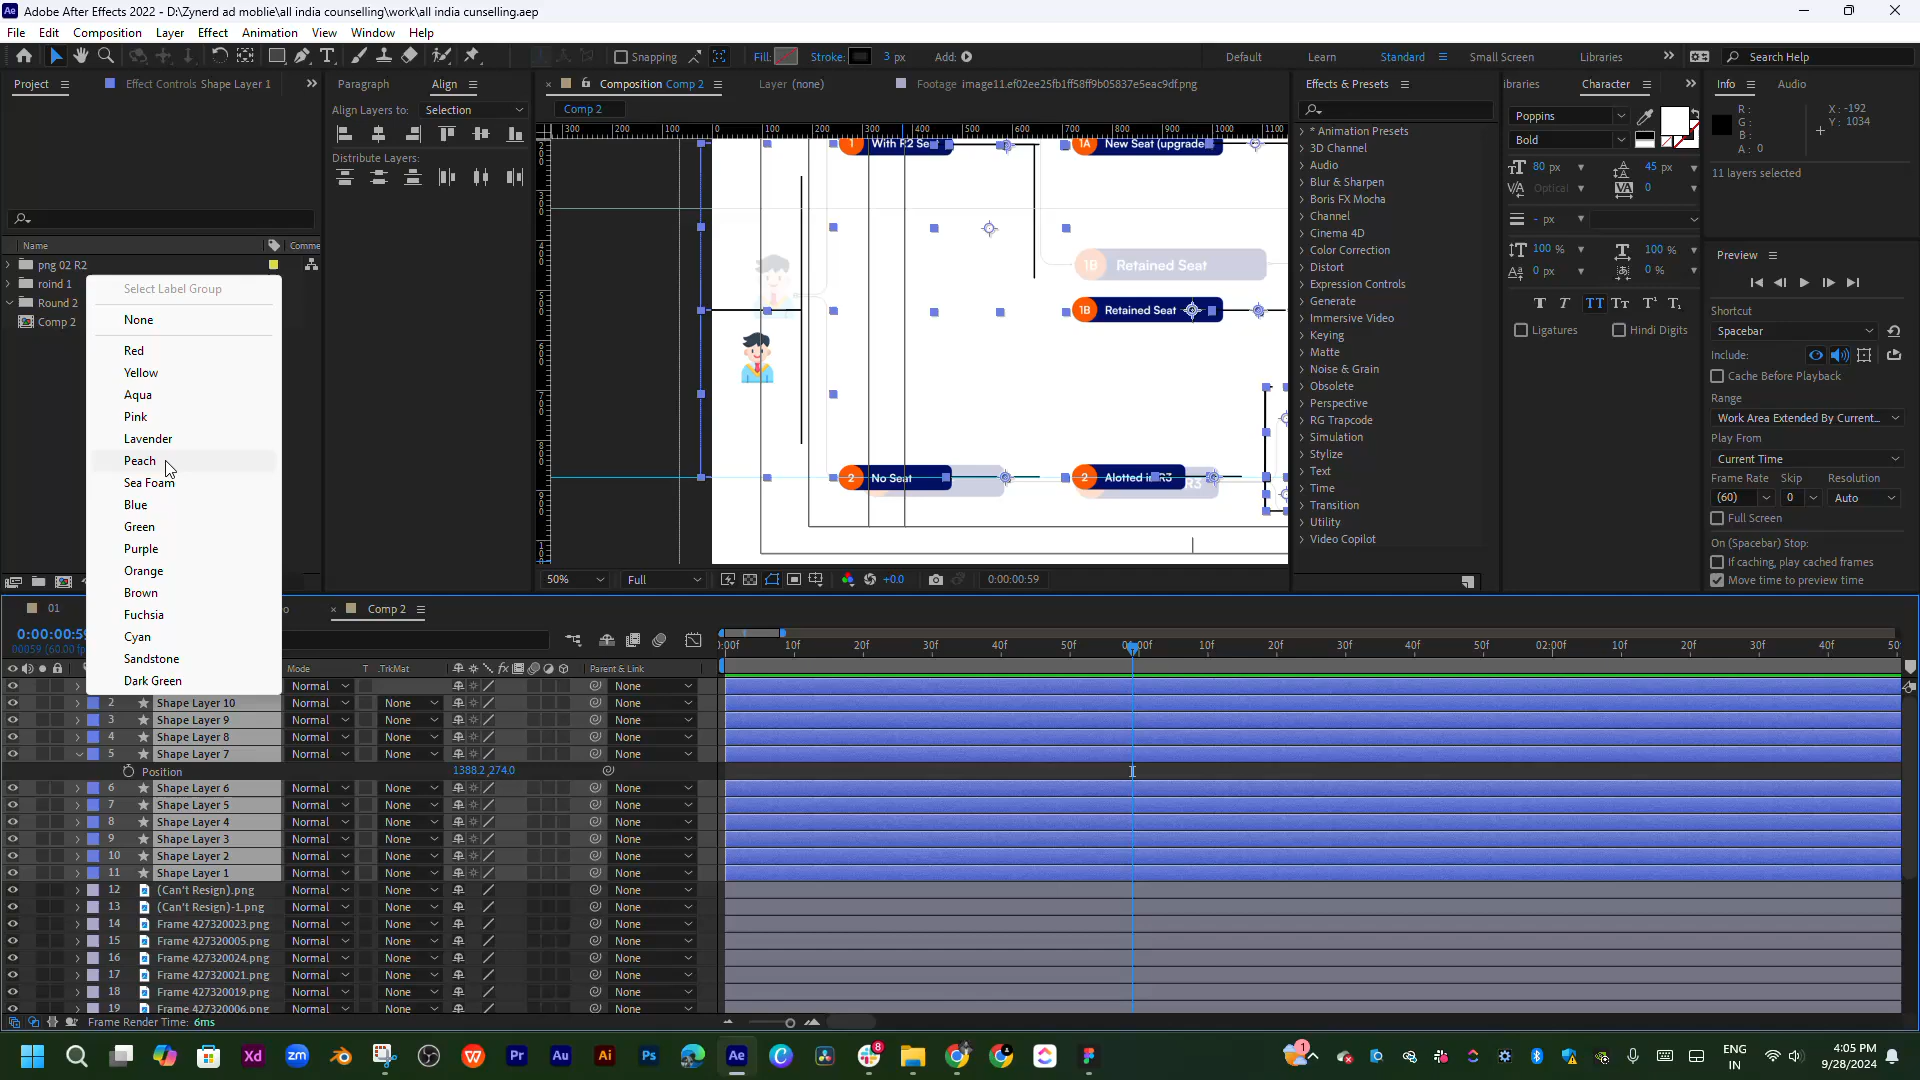 Adobe After Effects 2022 - D:\Zynerd ad moblie\all india counselling\work\all india cunselling.aep
File Edit Composition Layer Effect Animation View Window Help
Snapping Fill: Stroke: 3 px Add: Default Learn Standard Small Screen Libraries Search Help
Project Effect Controls Shape Layer 1 Paragraph Align Composition Comp 2 Layer (none) Footage image11.ef02ee25fb1ff58ff9b05837e5eac9df.png Effects & Presets ibraries Character Info Audio
Align Layers to: Selection
Comp 2
Distribute Layers:
300 200 100 0 100 200 300 400 500 600 700 800 900 1000 1100
1 With R2 Se
1A New Seat (upgrade
1B Retained Seat
1B Retained Seat
2 No Seat
2 Alotted in R3
R3
* Animation Presets
3D Channel
Audio
Blur & Sharpen
Boris FX Mocha
Channel
Cinema 4D
Color Correction
Distort
Expression Controls
Generate
Immersive Video
Keying
Matte
Noise & Grain
Obsolete
Perspective
RG Trapcode
Simulation
Stylize
Text
Time
Transition
Utility
Video Copilot
Poppins
Bold
80 px 45 px
Optical 0
- px
100 % 100 %
0 px 0 %
Ligatures Hindi Digits
R: X: -192
G: Y: 1034
B:
A: 0
11 layers selected
Preview
Shortcut
Spacebar
Include:
Cache Before Playback
Range
Work Area Extended By Current...
Play From
Current Time
Frame Rate Skip Resolution
(60) 0 Auto
Full Screen
On (Spacebar) Stop:
If caching, play cached frames
Move time to preview time
Name Comme
png 02 R2
roind 1
Round 2
Comp 2
Select Label Group
None
Red
Yellow
Aqua
Pink
Lavender
Peach
Sea Foam
Blue
Green
Purple
Orange
Brown
Fuchsia
Cyan
Sandstone
Dark Green
50% Full +0.0 0:00:00:59
01 o Comp 2
0:00:00:59
00059 (60.00 fp
:00f 10f 20f 30f 40f 50f 01:00f 10f 20f 30f 40f 50f 02:00f 10f 20f 30f 40f 50
Mode T .TrkMat Parent & Link
Normal None
2 Shape Layer 10 Normal None None
3 Shape Layer 9 Normal None None
4 Shape Layer 8 Normal None None
5 Shape Layer 7 Normal None None
Position 1388.2,274.0
6 Shape Layer 6 Normal None None
7 Shape Layer 5 Normal None None
8 Shape Layer 4 Normal None None
9 Shape Layer 3 Normal None None
10 Shape Layer 2 Normal None None
11 Shape Layer 1 Normal None None
12 (Can't Resign).png Normal None None
13 (Can't Resign)-1.png Normal None None
14 Frame 427320023.png Normal None None
15 Frame 427320005.png Normal None None
16 Frame 427320024.png Normal None None
17 Frame 427320021.png Normal None None
18 Frame 427320019.png Normal None None
19 Frame 427320006.png Normal None None
Frame Render Time: 6ms
ENG
IN
4:05 PM
9/28/2024